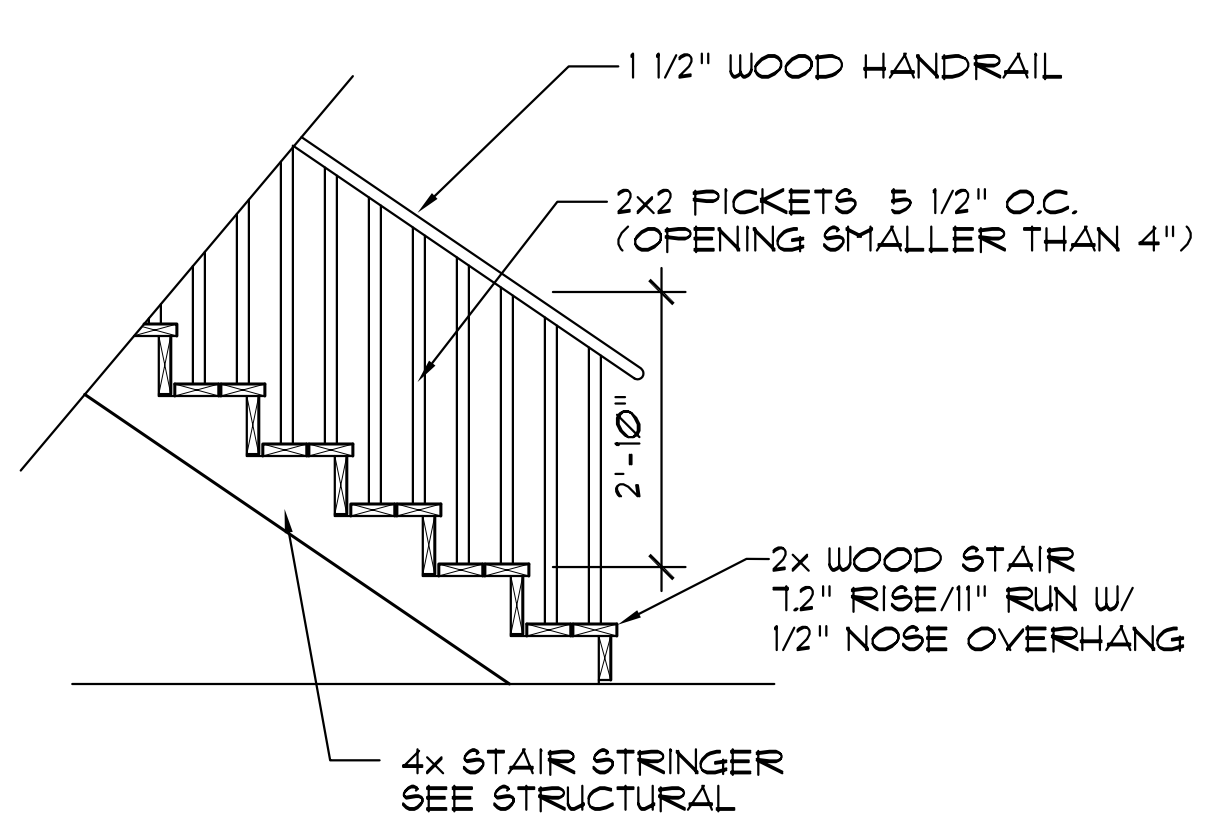 1 1/2" WOOD HANDRAIL
2x2 PICKETS 5 1/2" O.C.
(OPENING SMALLER THAN 4")
2'-10"
2x WOOD STAIR
7.2" RISE/11" RUN W/
1/2" NOSE OVERHANG
4x STAIR STRINGER
SEE STRUCTURAL